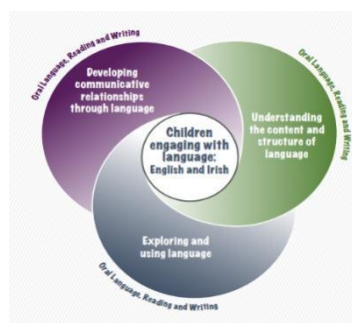 Oral Language, Reading and Writing
Developing
communicative
relationships
through language
Oral Language, Reading and Writing
Understanding
the content and
structure of
language
Children
engaging with
language:
English and Irish
Exploring and
using language
Oral Language, Reading and Writing